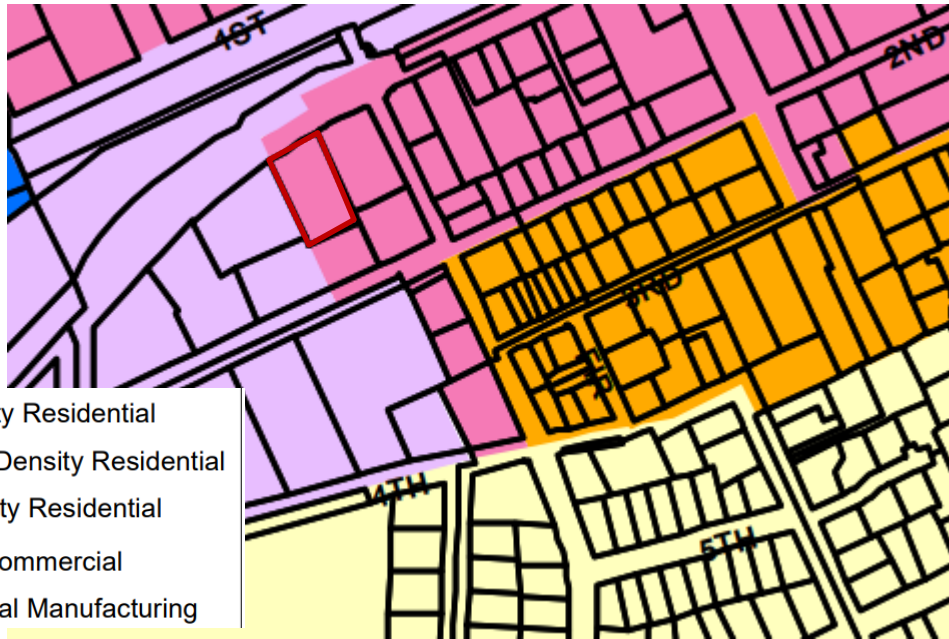 1ST
2ND
3RD
4TH
5TH
ty Residential
Density Residential
ty Residential
ommercial
al Manufacturing